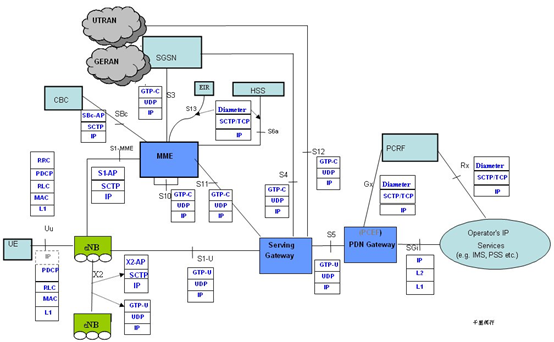 UTRAN
GERAN
SGSN
EIR
HSS
CBC
GTP-C
UDP
IP
S3
S13
Diameter
SCTP/TCP
IP
S6a
SBc-AP
SCTP
IP
SBc
S12
PCRF
Rx
Diameter
SCTP/TCP
IP
S1-MME
MME
RRC
PDCP
RLC
MAC
L1
S1-AP
SCTP
IP
S10
GTP-C
UDP
IP
S11
GTP-C
UDP
IP
S4
GTP-C
UDP
IP
GTP-U
UDP
IP
Gx
Diameter
SCTP/TCP
IP
UE
Uu
eNB
S1-U
Serving
Gateway
S5
PDN Gateway
SGi
Operator's IP
Services
(e.g. IMS, PSS etc.)
IP
PDCP
RLC
MAC
L1
X2
X2-AP
SCTP
IP
GTP-U
UDP
IP
GTP-U
UDP
IP
GTP-U
UDP
IP
IP
L2
L1
eNB